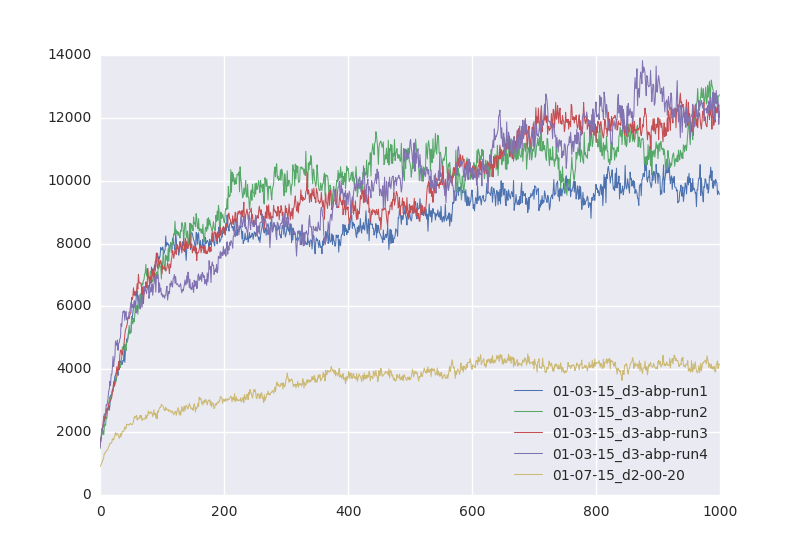 14000
12000
10000
8000
6000
4000
2000
0
0 200 400 600 800 1000
01-03-15_d3-abp-run1
01-03-15_d3-abp-run2
01-03-15_d3-abp-run3
01-03-15_d3-abp-run4
01-07-15_d2-00-20